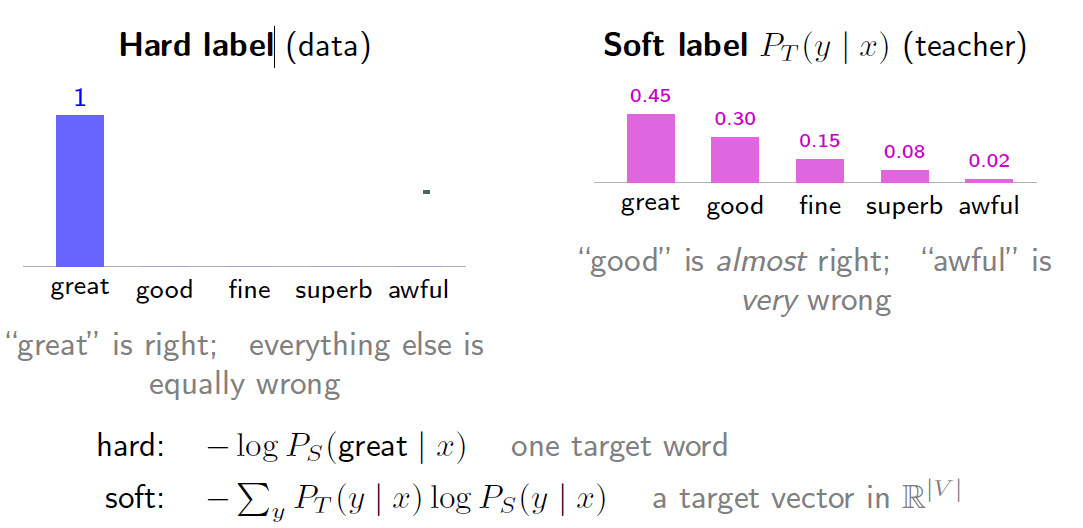 Hard label (data)
1
great good fine superb awful
“great” is right; everything else is
equally wrong
Soft label P_T(y | x) (teacher)
0.45 0.30 0.15 0.08 0.02
great good fine superb awful
“good” is almost right; “awful” is
very wrong
hard: − log P_S(great | x) one target word
soft: − ∑_y P_T(y | x) log P_S(y | x) a target vector in ℝ^|V|